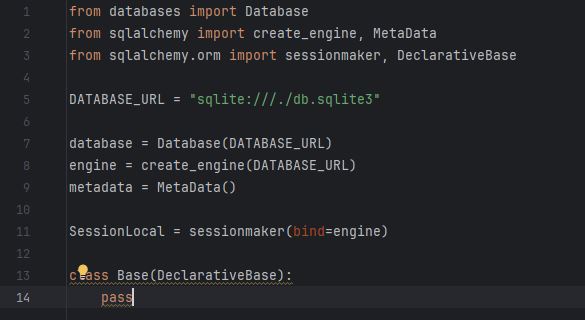 1 from databases import Database
2 from sqlalchemy import create_engine, MetaData
3 from sqlalchemy.orm import sessionmaker, DeclarativeBase
4
5 DATABASE_URL = "sqlite:///./db.sqlite3"
6
7 database = Database(DATABASE_URL)
8 engine = create_engine(DATABASE_URL)
9 metadata = MetaData()
10
11 SessionLocal = sessionmaker(bind=engine)
12
13 class Base(DeclarativeBase):
14     pass